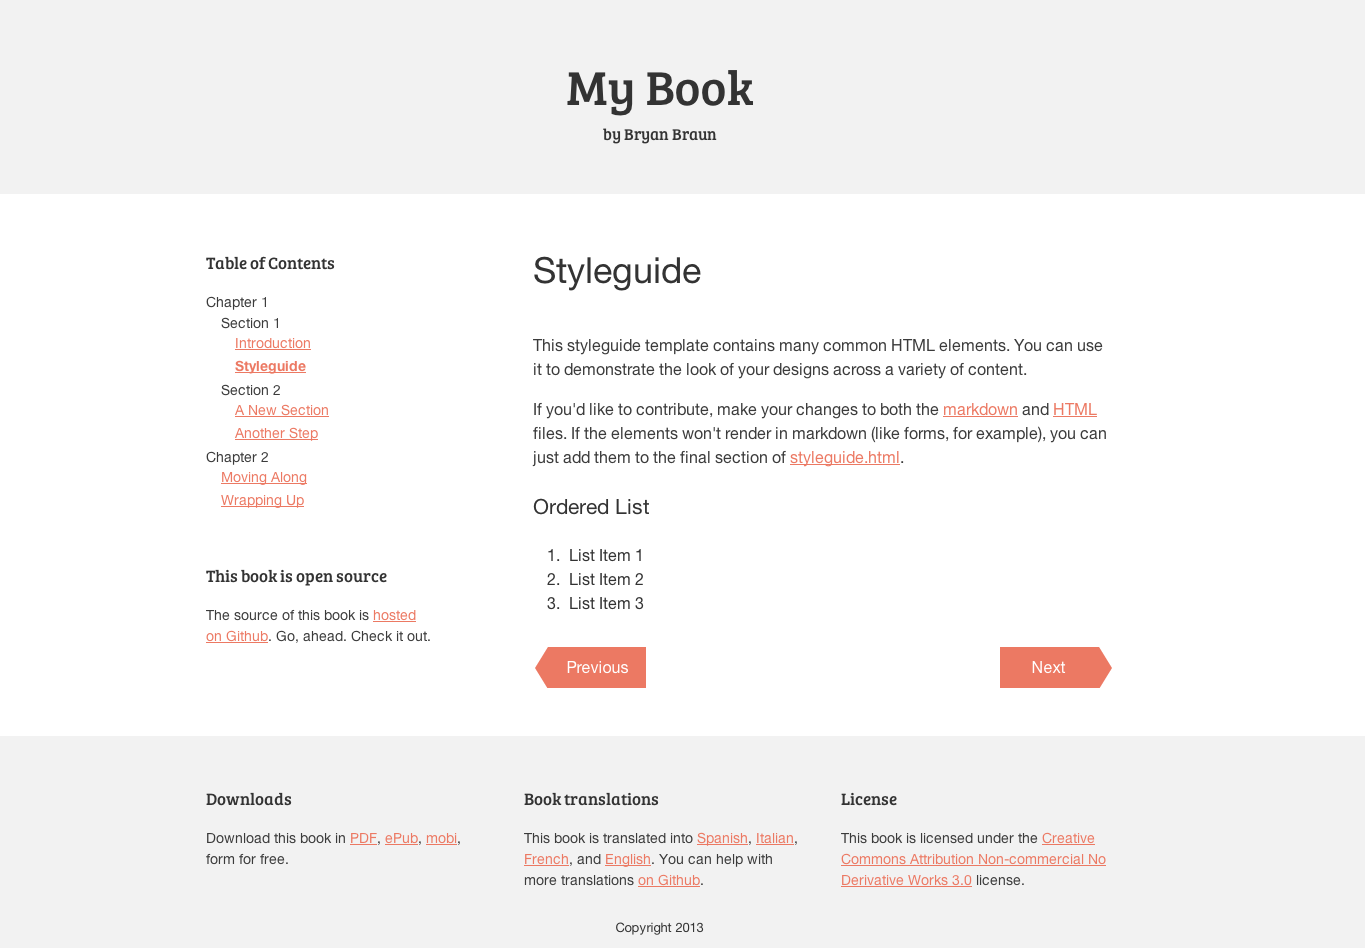 My Book
by Bryan Braun
Table of Contents
Chapter 1
Section 1
Introduction
Styleguide
Section 2
A New Section
Another Step
Chapter 2
Moving Along
Wrapping Up
This book is open source
The source of this book is hosted
on Github. Go, ahead. Check it out.
Styleguide
This styleguide template contains many common HTML elements. You can use
it to demonstrate the look of your designs across a variety of content.
If you'd like to contribute, make your changes to both the markdown and HTML
files. If the elements won't render in markdown (like forms, for example), you can
just add them to the final section of styleguide.html.
Ordered List
1. List Item 1
2. List Item 2
3. List Item 3
Previous
Next
Downloads
Download this book in PDF, ePub, mobi,
form for free.
Book translations
This book is translated into Spanish, Italian,
French, and English. You can help with
more translations on Github.
License
This book is licensed under the Creative
Commons Attribution Non-commercial No
Derivative Works 3.0 license.
Copyright 2013